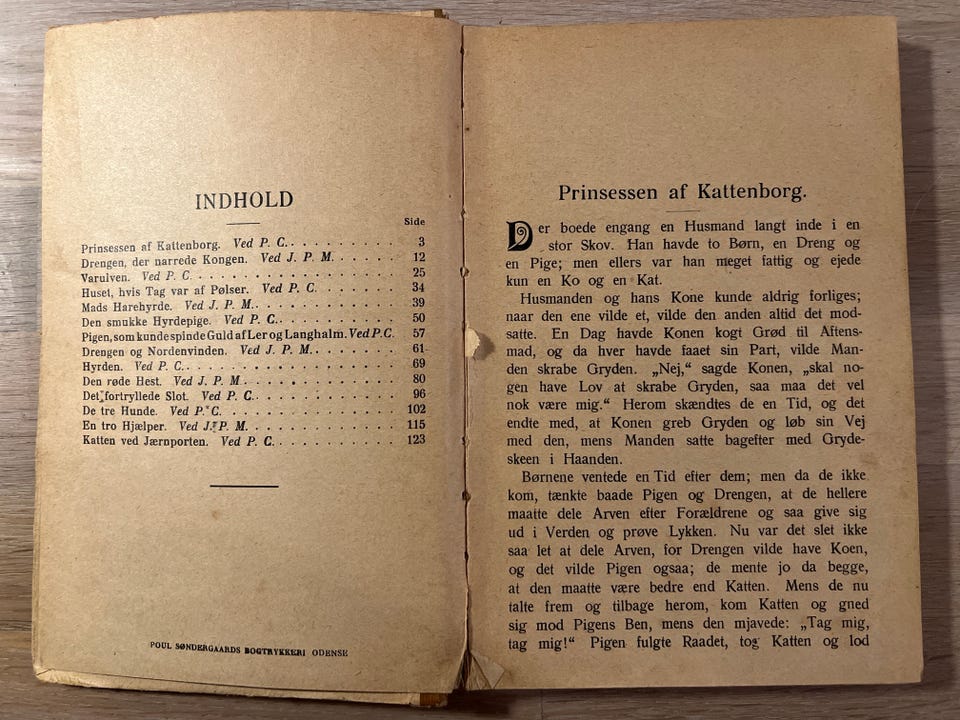 INDHOLD
Side
Prinsessen af Kattenborg. Ved P. C. . . . . . . . . . 3
Drengen, der narrede Kongen. Ved J. P. M. . . . . . . 12
Varulven. Ved P. C. . . . . . . . . . . . . . . . 25
Huset, hvis Tag var af Pølser. Ved P. C. . . . . . . . 34
Mads Harehyrde. Ved J. P. M. . . . . . . . . . . . 39
Den smukke Hyrdepige. Ved P. C. . . . . . . . . . . 50
Pigen, som kunde spinde Guld af Ler og Langhalm. Ved P. C. 57
Drengen og Nordenvinden. Ved J. P. M. . . . . . . . . 61
Hyrden. Ved P. C. . . . . . . . . . . . . . . . . 69
Den røde Hest. Ved J. P. M. . . . . . . . . . . . . 80
Det fortryllede Slot. Ved P. C. . . . . . . . . . . . 96
De tre Hunde. Ved P. C. . . . . . . . . . . . . . 102
En tro Hjælper. Ved J. P. M. . . . . . . . . . . . . 115
Katten ved Jærnporten. Ved P. C. . . . . . . . . . . 123
POUL SØNDERGAARDS BOGTRYKKERI ODENSE
Prinsessen af Kattenborg.
Der boede engang en Husmand langt inde i en
stor Skov. Han havde to Børn, en Dreng og
en Pige; men ellers var han meget fattig og ejede
kun en Ko og en Kat.
Husmanden og hans Kone kunde aldrig forliges;
naar den ene vilde et, vilde den anden altid det mod-
satte. En Dag havde Konen kogt Grød til Aftens-
mad, og da hver havde faaet sin Part, vilde Man-
den skrabe Gryden. „Nej,“ sagde Konen, „skal no-
gen have Lov at skrabe Gryden, saa maa det vel
nok være mig.“ Herom skændtes de en Tid, og det
endte med, at Konen greb Gryden og løb sin Vej
med den, mens Manden satte bagefter med Gryde-
skeen i Haanden.
Børnene ventede en Tid efter dem; men da de ikke
kom, tænkte baade Pigen og Drengen, at de hellere
maatte dele Arven efter Forældrene og saa give sig
ud i Verden og prøve Lykken. Nu var det slet ikke
saa let at dele Arven, for Drengen vilde have Koen,
og det vilde Pigen ogsaa; de mente jo da begge,
at den maatte være bedre end Katten. Mens de nu
talte frem og tilbage herom, kom Katten og gned
sig mod Pigens Ben, mens den mjavede: „Tag mig,
tag mig!“ Pigen fulgte Raadet, tog Katten og lod